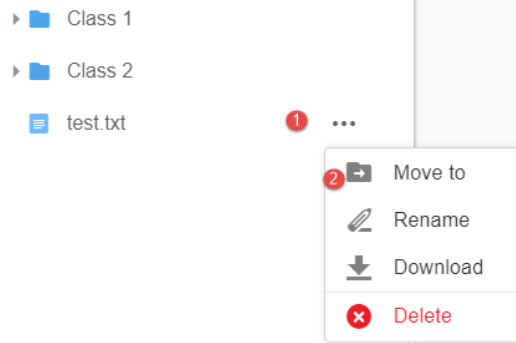 Class 1
Class 2
test.txt
1
...
2
Move to
Rename
Download
Delete